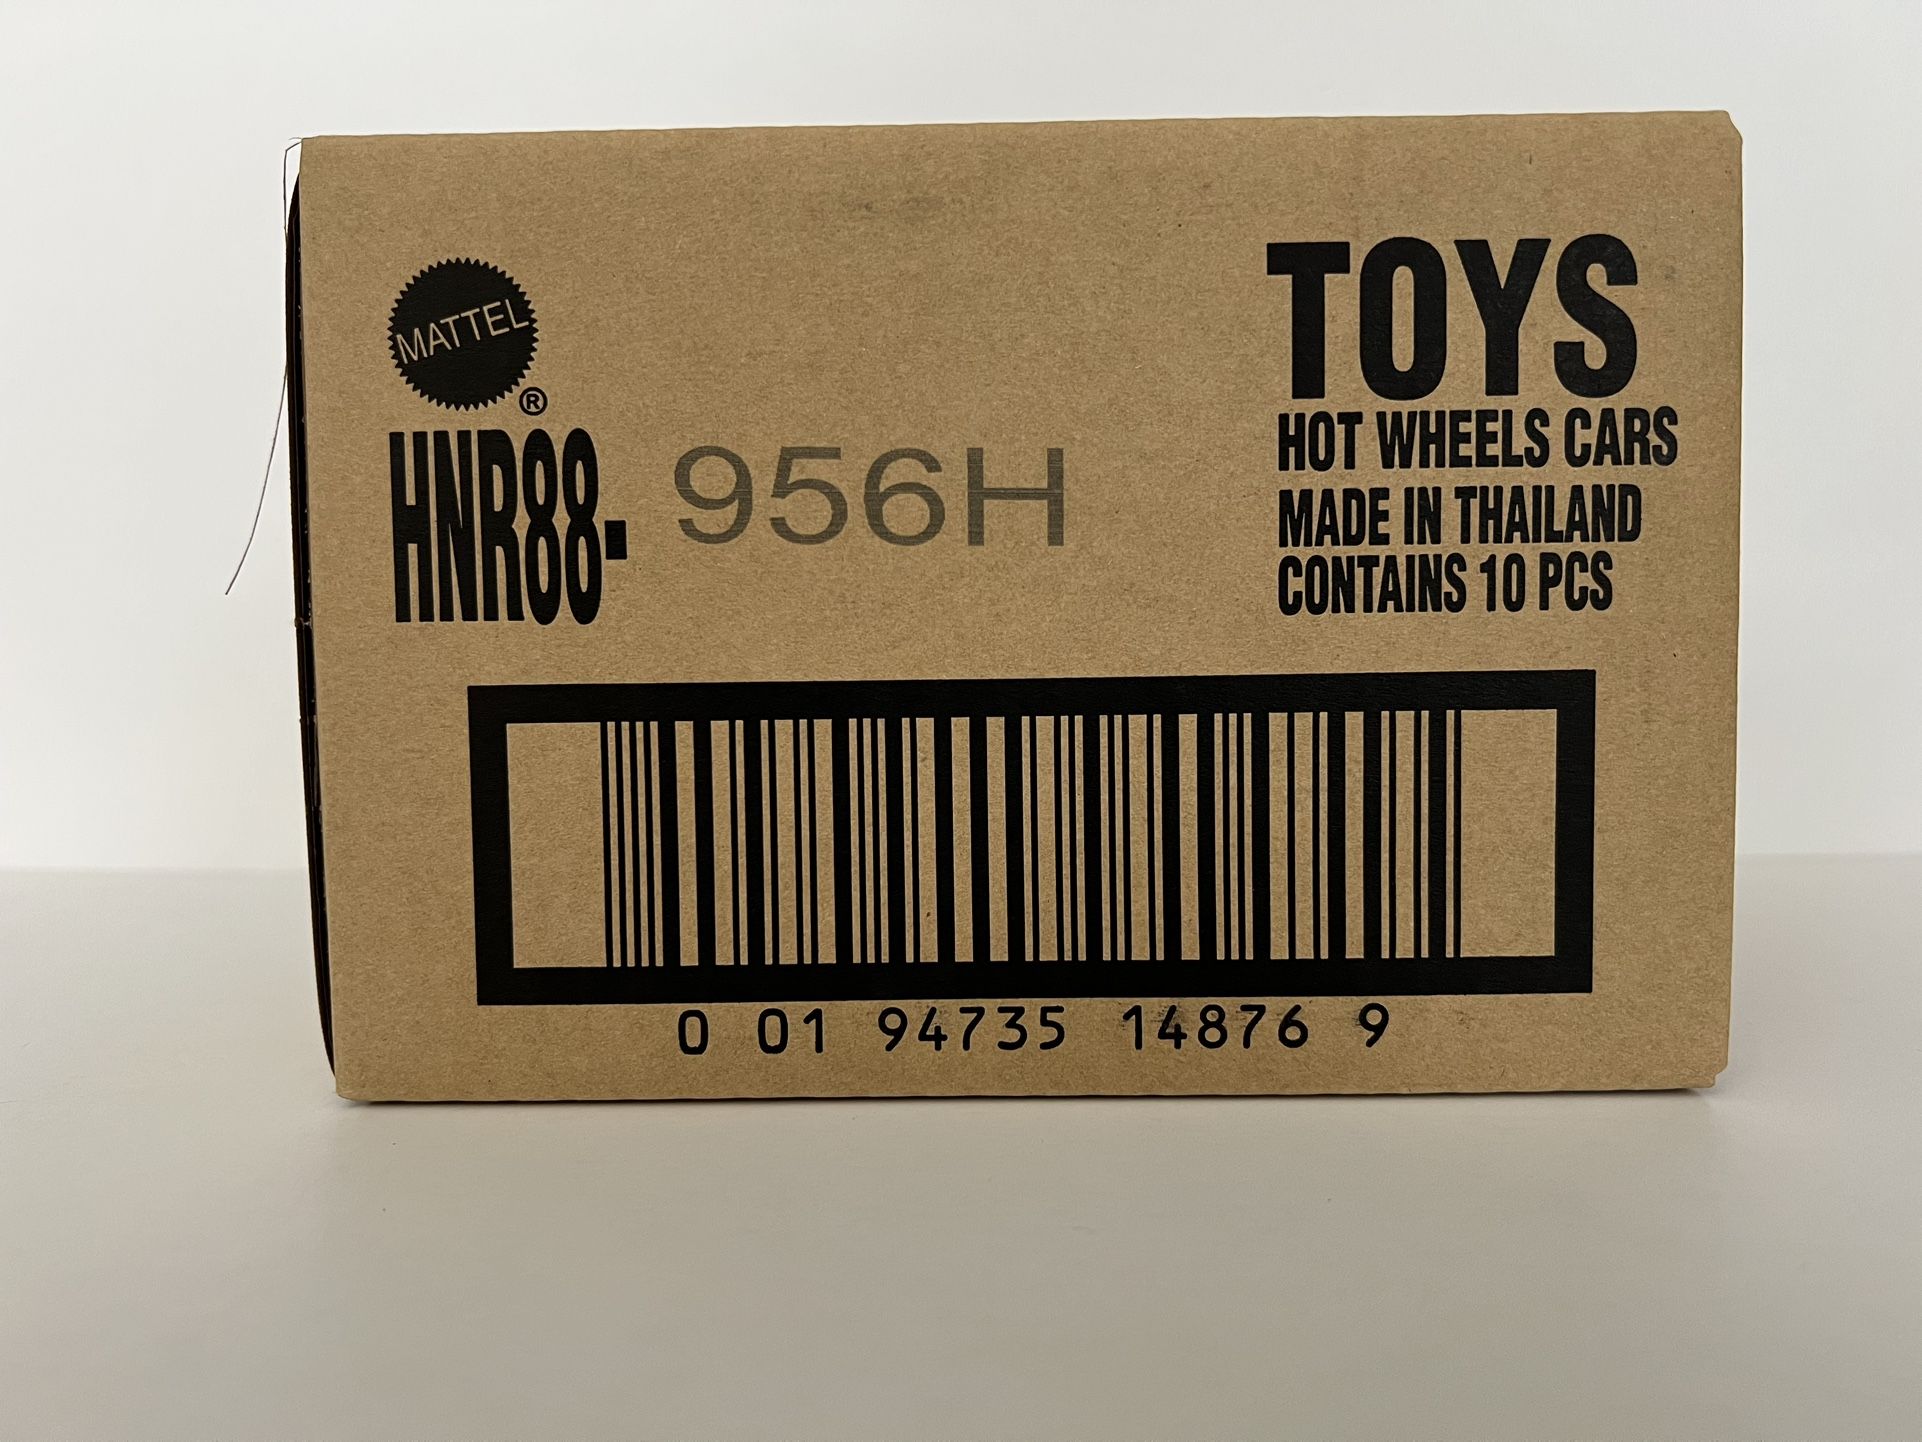 MATTEL
®
HNR88- 956H
TOYS
HOT WHEELS CARS
MADE IN THAILAND
CONTAINS 10 PCS
0 01 94735 14876 9